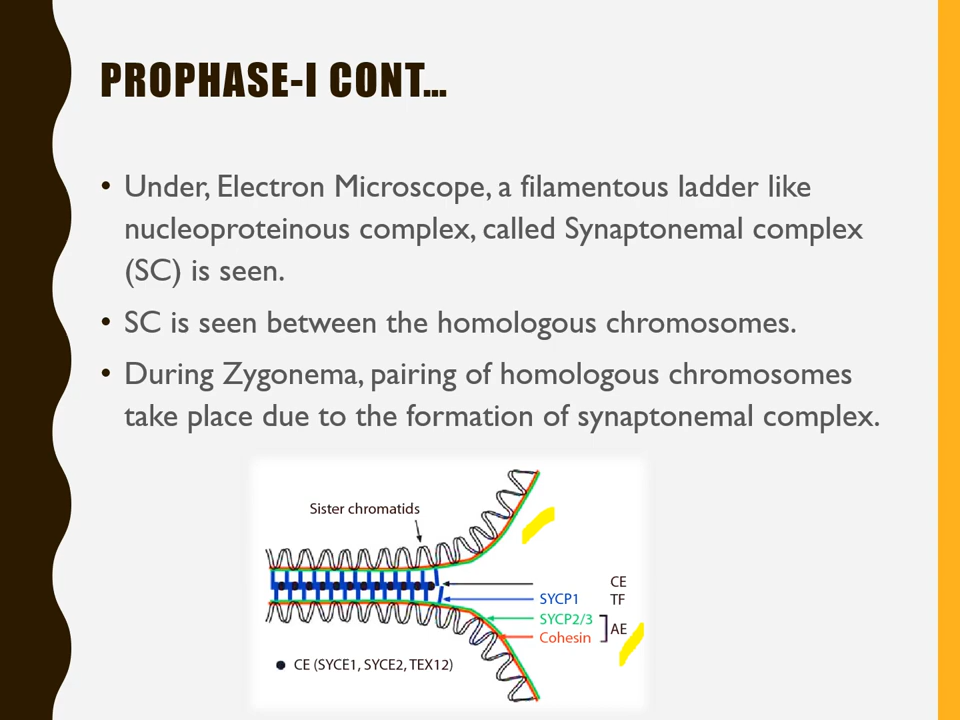 PROPHASE-I CONT...
• Under, Electron Microscope, a filamentous ladder like
nucleoproteinous complex, called Synaptonemal complex
(SC) is seen.
• SC is seen between the homologous chromosomes.
• During Zygonema, pairing of homologous chromosomes
take place due to the formation of synaptonemal complex.
Sister chromatids
CE
SYCP1 TF
SYCP2/3
AE
Cohesin
CE (SYCE1, SYCE2, TEX12)